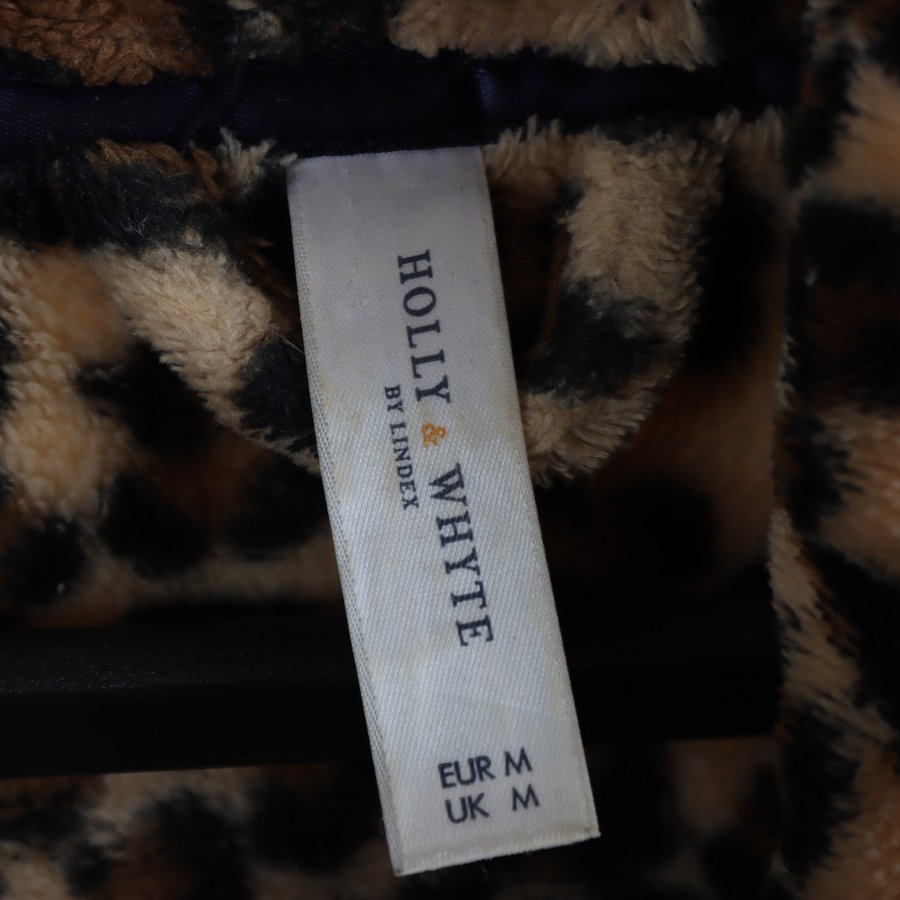 HOLLY & WHYTE
BY LINDEX
EUR M
UK M